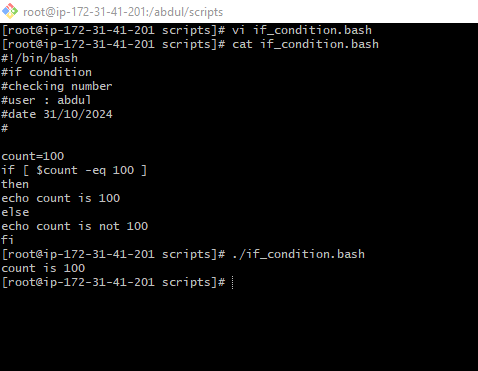 root@ip-172-31-41-201:/abdul/scripts
[root@ip-172-31-41-201 scripts]# vi if_condition.bash
[root@ip-172-31-41-201 scripts]# cat if_condition.bash
#!/bin/bash
#if condition
#checking number
#user : abdul
#date 31/10/2024
#
count=100
if [ $count -eq 100 ]
then
echo count is 100
else
echo count is not 100
fi
[root@ip-172-31-41-201 scripts]# ./if_condition.bash
count is 100
[root@ip-172-31-41-201 scripts]#